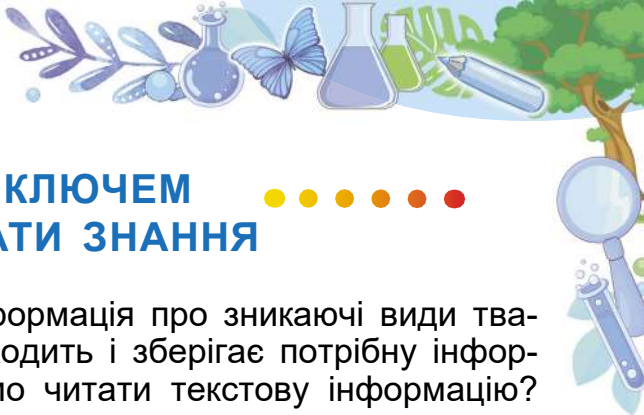 КЛЮЧЕМ
АТИ ЗНАННЯ
формація про зникаючі види тва-
одить і зберігає потрібну інфор-
о читати текстову інформацію?